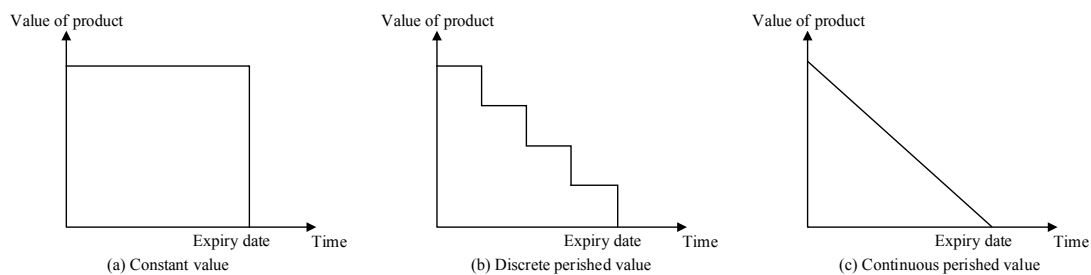 Value of product
Expiry date
Time
(a) Constant value
Value of product
Expiry date
Time
(b) Discrete perished value
Value of product
Expiry date
Time
(c) Continuous perished value